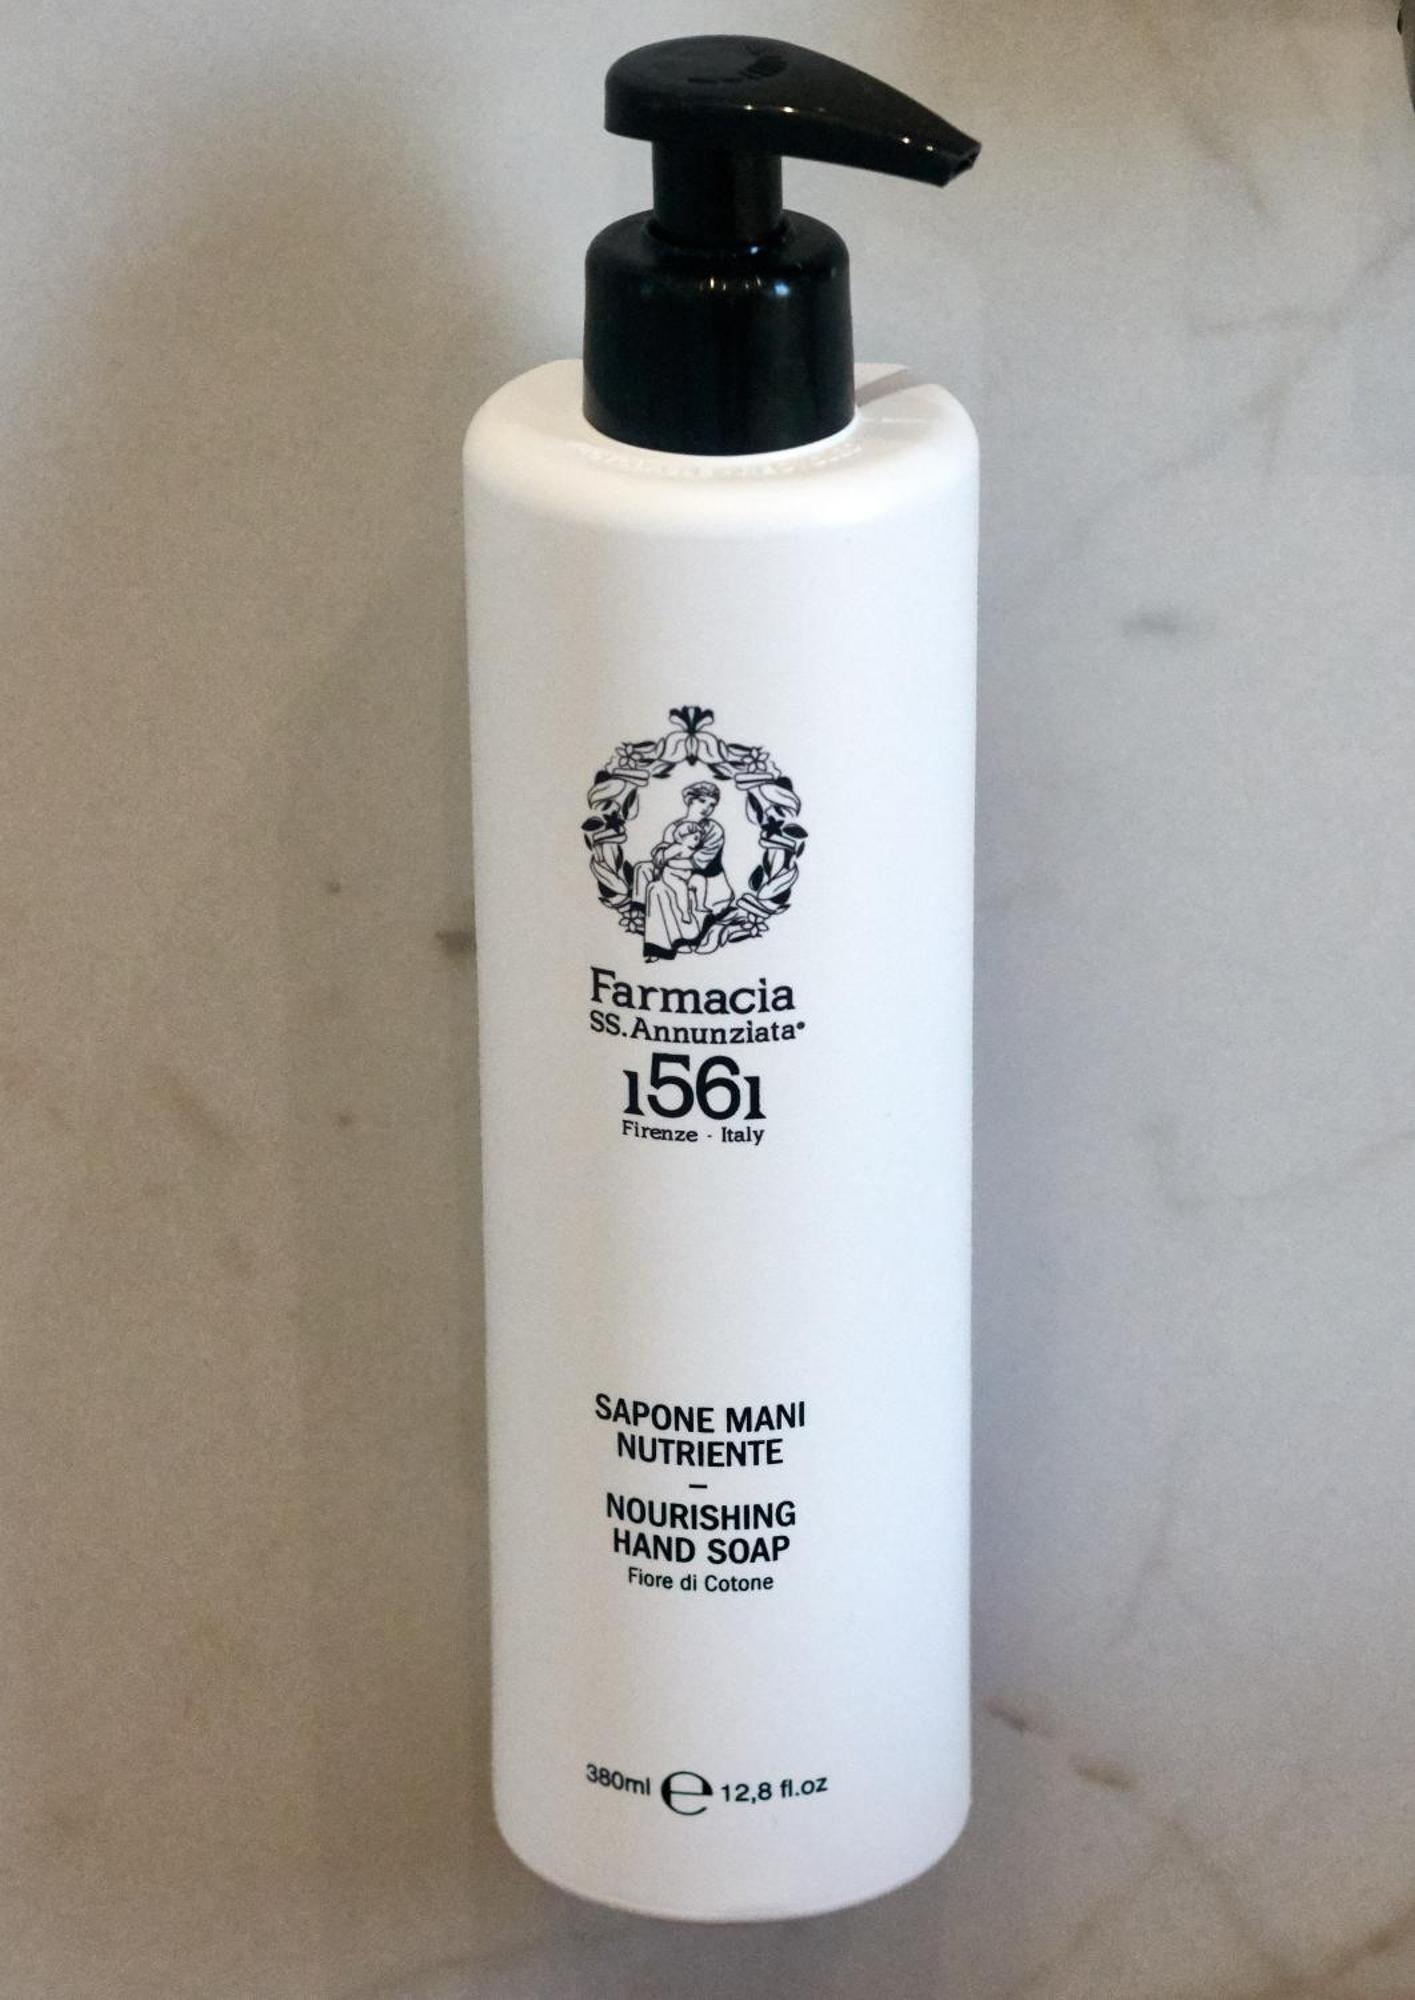 Farmacia
SS. Annunziata®
1561
Firenze - Italy
SAPONE MANI
NUTRIENTE
–
NOURISHING
HAND SOAP
Fiore di Cotone
380ml ℮ 12,8 fl.oz